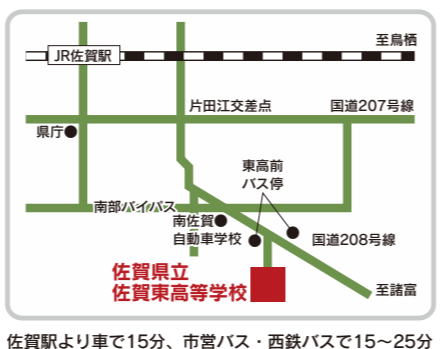 至鳥栖
JR佐賀駅
片田江交差点
国道207号線
県庁
東高前
バス停
南部バイパス
南佐賀
自動車学校
国道208号線
佐賀県立
佐賀東高等学校
至諸富
佐賀駅より車で15分、市営バス・西鉄バスで15〜25分